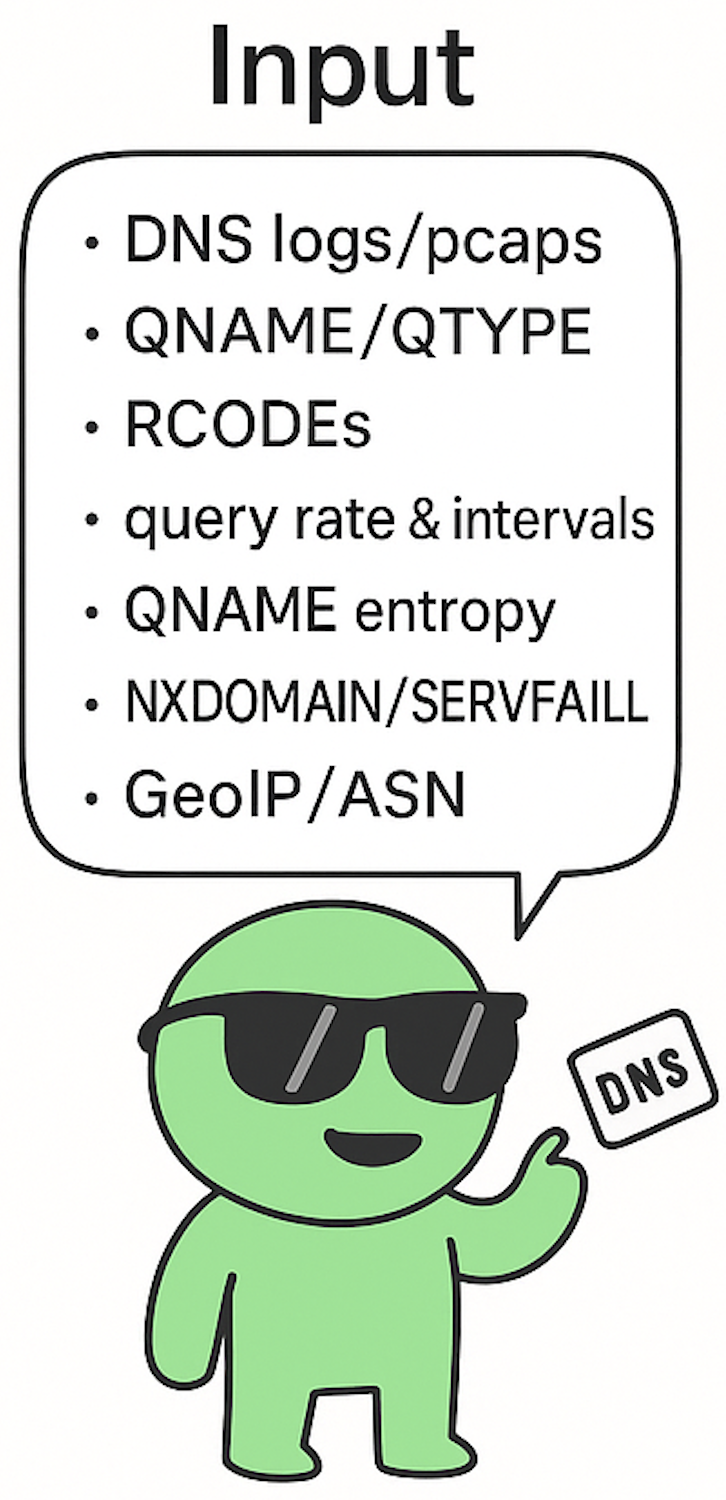 Input
• DNS logs/pcaps
• QNAME/QTYPE
• RCODEs
• query rate & intervals
• QNAME entropy
• NXDOMAIN/SERVFAILL
• GeoIP/ASN
DNS